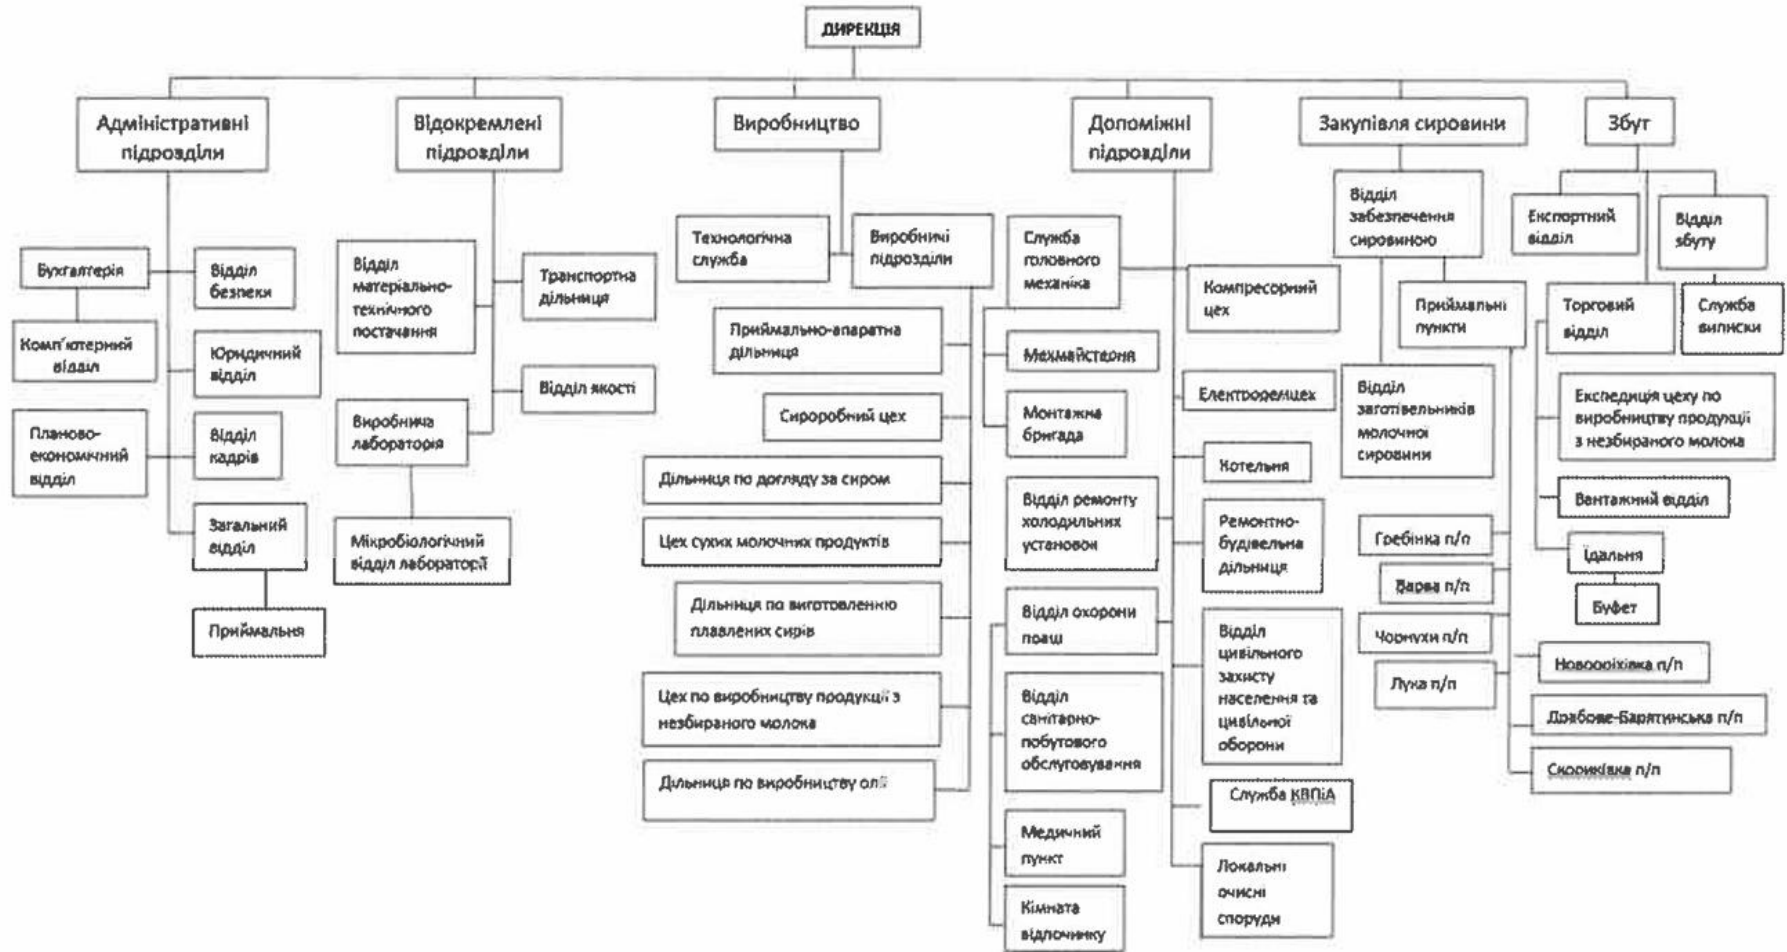 ДИРЕКЦІЯ
Адміністративні
підрозділи
Відокремлені
підрозділи
Виробництво
Допоміжні
підрозділи
Закупівля сировини
Збут
Бухгалтерія
Відділ
безпеки
Комп'ютерний
відділ
Юридичний
відділ
Планово-
економічний
відділ
Відділ
кадрів
Загальний
відділ
Приймальня
Відділ
матеріально-
технічного
постачання
Транспортна
дільниця
Відділ якості
Виробнича
лабораторія
Мікробіологічний
відділ лабораторії
Технологічна
служба
Виробничі
підрозділи
Приймально-апаратна
дільниця
Сироробний цех
Дільниця по догляду за сиром
Цех сухих молочних продуктів
Дільниця по виготовленню
плавлених сирів
Цех по виробництву продукції з
незбираного молока
Дільниця по виробництву олії
Служба
головного
механіка
Компресорний
цех
Мехмайстерня
Електроремцех
Монтажна
бригада
Котельня
Відділ ремонту
холодильних
установок
Ремонтно-
будівельна
дільниця
Відділ охорони
праці
Відділ
цивільного
захисту
населення та
цивільної
оборони
Відділ
санітарно-
побутового
обслуговування
Служба КВПіА
Медичний
пункт
Локальні
очисні
споруди
Кімната
відпочинку
Відділ
забезпечення
сировиною
Приймальні
пункти
Відділ
заготівельників
молочної
сировини
Гребінка п/п
Варва п/п
Чорнухи п/п
Лука п/п
Новооріхівка п/п
Драбове-Барятинська п/п
Скориківка п/п
Експортний
відділ
Відділ
збуту
Торговий
відділ
Служба
виписки
Експедиція цеху по
виробництву продукції
з незбираного молока
Вантажний відділ
Їдальня
Буфет